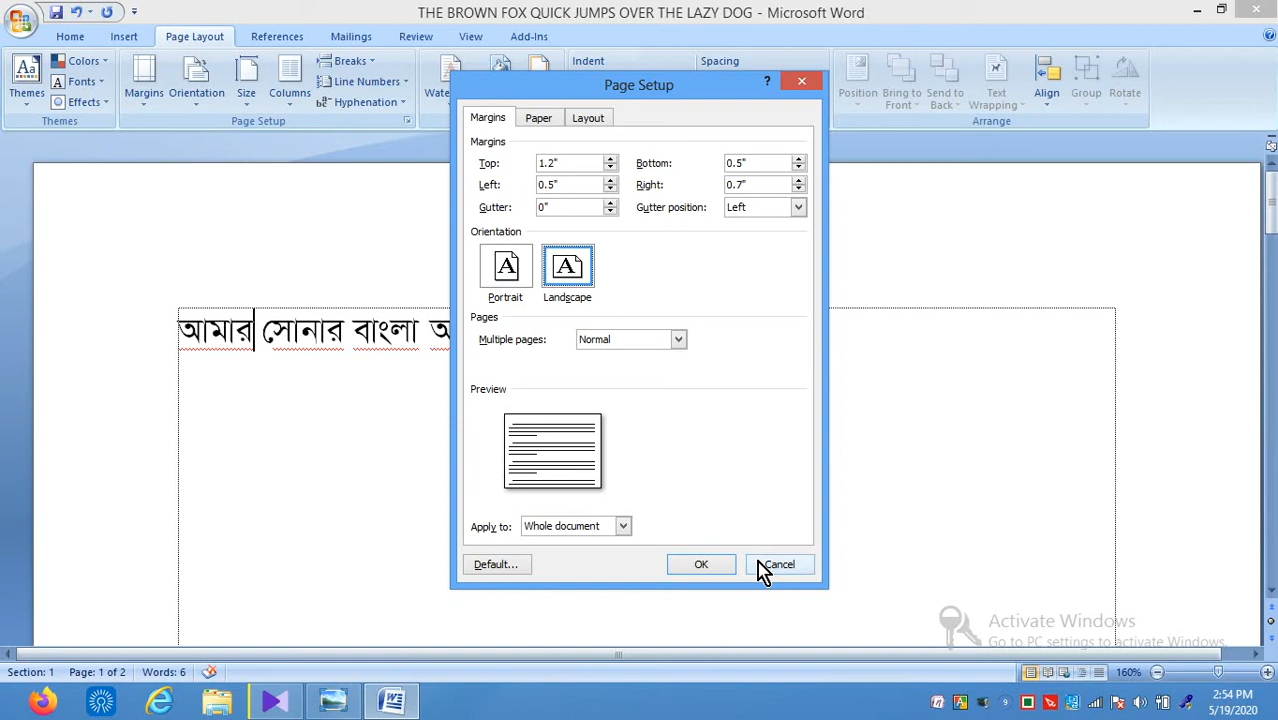 THE BROWN FOX QUICK JUMPS OVER THE LAZY DOG - Microsoft Word
Home Insert Page Layout References Mailings Review View Add-Ins
Themes
Colors
Fonts
Effects
Themes
Margins
Orientation
Size
Columns
Breaks
Line Numbers
Hyphenation
Page Setup
Indent
Spacing
Position
Bring to Front
Send to Back
Text Wrapping
Align
Group
Rotate
Arrange
Page Setup
?
Margins Paper Layout
Margins
Top: 1.2" Bottom: 0.5"
Left: 0.5" Right: 0.7"
Gutter: 0" Gutter position: Left
Orientation
A A
Portrait Landscape
Pages
Multiple pages: Normal
Preview
Apply to: Whole document
Default... OK Cancel
আমার সোনার বাংলা
Activate Windows
Go to PC settings to activate Windows.
Section: 1 Page: 1 of 2 Words: 6 160%
2:54 PM
5/19/2020